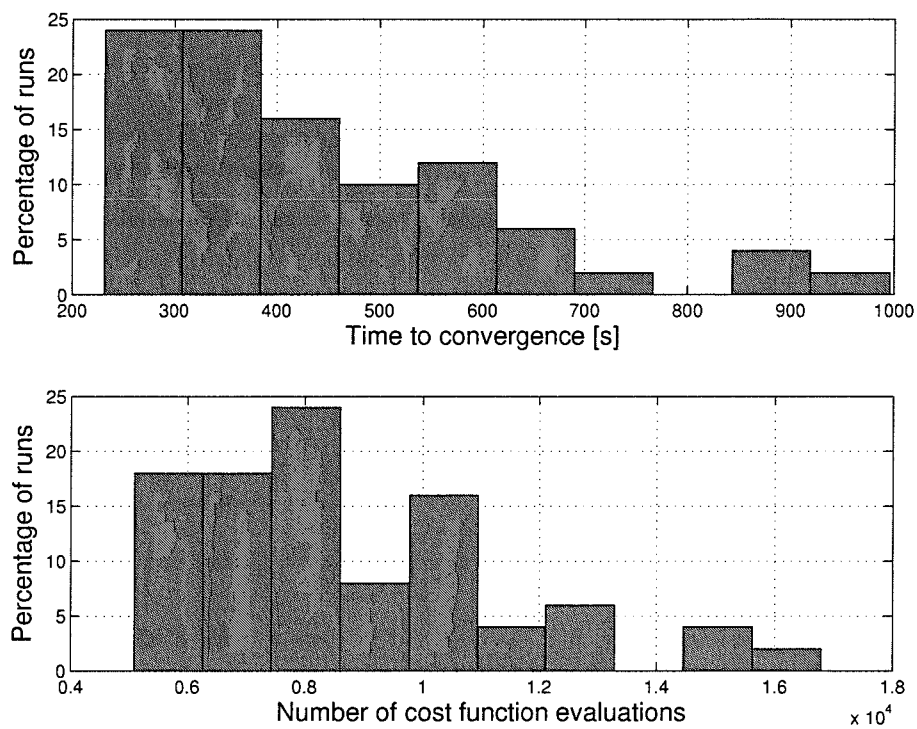 25
20
15
10
5
0
Percentage of runs
200 300 400 500 600 700 800 900 1000
Time to convergence [s]
25
20
15
10
5
0
Percentage of runs
0.4 0.6 0.8 1 1.2 1.4 1.6 1.8
Number of cost function evaluations
x 10^4